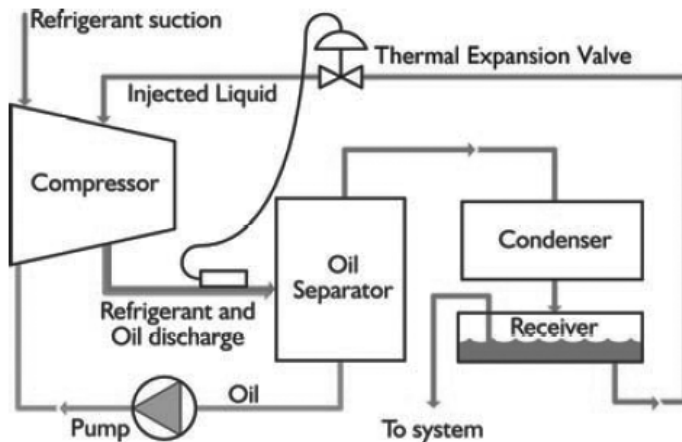 Refrigerant suction
Thermal Expansion Valve
Injected Liquid
Compressor
Oil
Separator
Condenser
Refrigerant and
Oil discharge
Receiver
Oil
Pump
To system